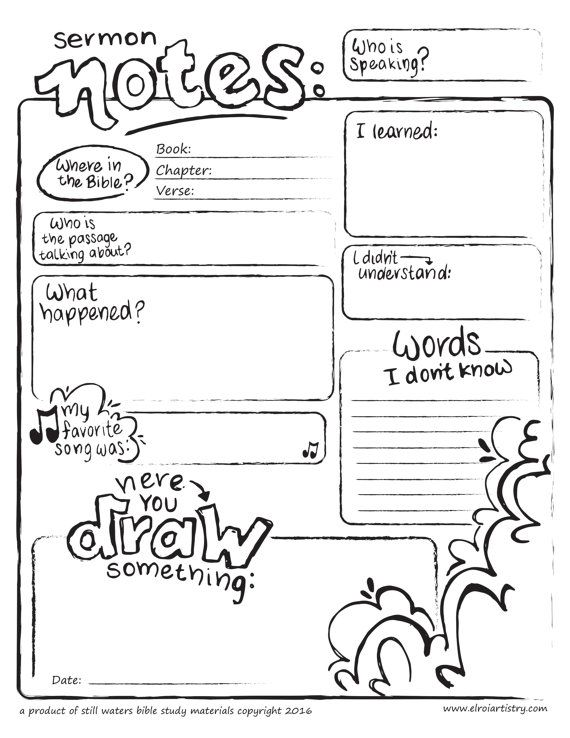 sermon
notes:
Who is
speaking?
Where in
the Bible?
Book:
Chapter:
Verse:
I learned:
Who is
the passage
talking about?
I didn't
understand:
What
happened?
Words
I don't know
my
favorite
song was:
here
you
draw
something:
Date:
a product of still waters bible study materials copyright 2016
www.elroiartistry.com